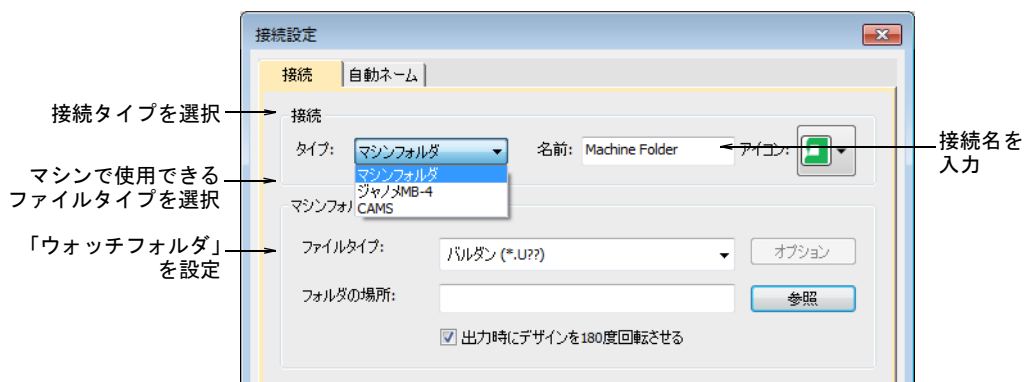 接続設定
接続
自動ネーム
接続タイプを選択
接続
タイプ:
マシンフォルダ
名前:
Machine Folder
アイコン:
接続名を
入力
マシンフォルダ
ジャノメMB-4
CAMS
マシンで使用できる
ファイルタイプを選択
マシンフォル
「ウォッチフォルダ」
を設定
ファイルタイプ:
バルダン (*.U??)
オプション
フォルダの場所:
参照
出力時にデザインを180度回転させる